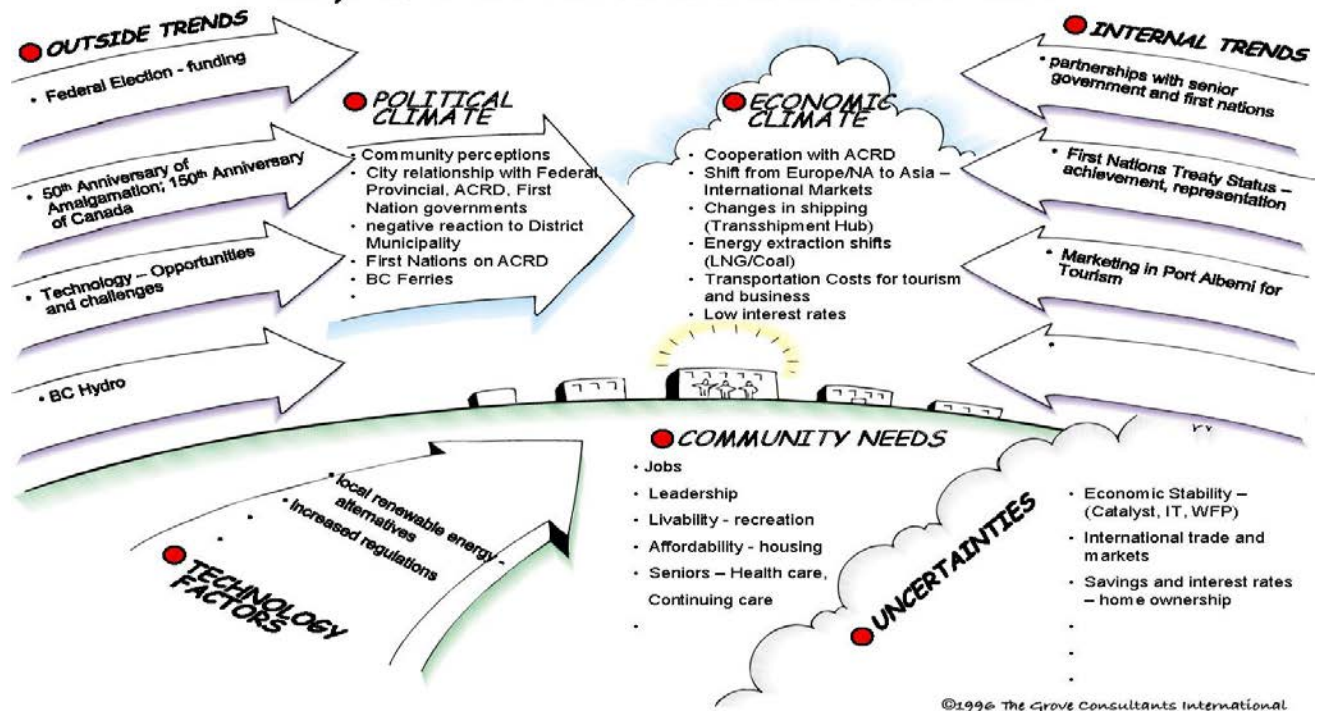 OUTSIDE TRENDS
• Federal Election - funding
• 50th Anniversary of
Amalgamation; 150th Anniversary
of Canada
• Technology – Opportunities
and challenges
• BC Hydro
POLITICAL
CLIMATE
• Community perceptions
• City relationship with Federal,
Provincial, ACRD, First
Nation governments
• negative reaction to District
Municipality
• First Nations on ACRD
• BC Ferries
•
ECONOMIC
CLIMATE
• Cooperation with ACRD
• Shift from Europe/NA to Asia –
International Markets
• Changes in shipping
(Transshipment Hub)
• Energy extraction shifts
(LNG/Coal)
• Transportation Costs for tourism
and business
• Low interest rates
INTERNAL TRENDS
• partnerships with senior
government and first nations
• First Nations Treaty Status –
achievement, representation
• Marketing in Port Alberni for
Tourism
•
TECHNOLOGY
FACTORS
• local renewable energy -
alternatives
• Increased regulations
•
•
COMMUNITY NEEDS
• Jobs
• Leadership
• Livability - recreation
• Affordability - housing
• Seniors – Health care,
Continuing care
•
UNCERTAINTIES
• Economic Stability –
(Catalyst, IT, WFP)
• International trade and
markets
• Savings and interest rates
– home ownership
•
•
•
©1996 The Grove Consultants International